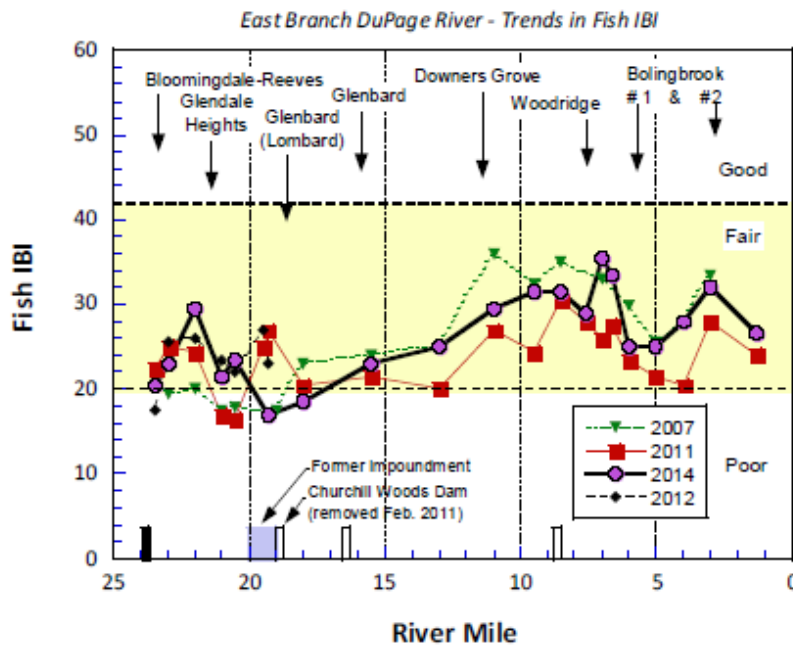 East Branch DuPage River - Trends in Fish IBI
Bloomingdale-Reeves
Glendale
Heights
Glenbard
(Lombard)
Glenbard
Downers Grove
Woodridge
Bolingbrook
# 1 & #2
Good
Fair
Poor
Fish IBI
60
50
40
30
20
10
0
2007
2011
2014
2012
Former Impoundment
Churchill Woods Dam
(removed Feb. 2011)
25 20 15 10 5 0
River Mile